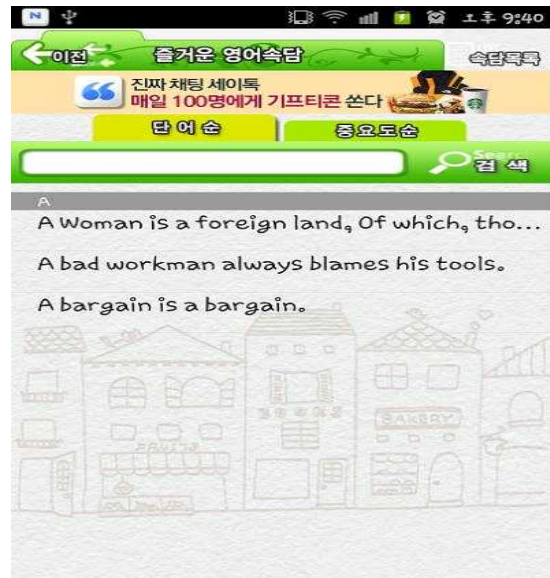 N 오후 9:40
이전 즐거운 영어속담 속담목록
진짜 채팅 세이톡
매일 100명에게 기프티콘 쏜다
단어순 중요도순
검색
A
A Woman is a foreign land, Of which, tho...
A bad workman always blames his tools.
A bargain is a bargain.
BOOKS
BAKERY